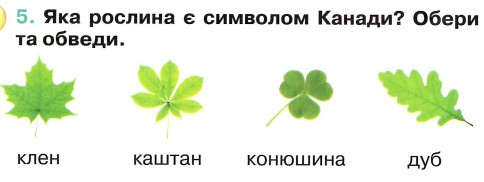 5. Яка рослина є символом Канади? Обери
та обведи.
клен каштан конюшина дуб